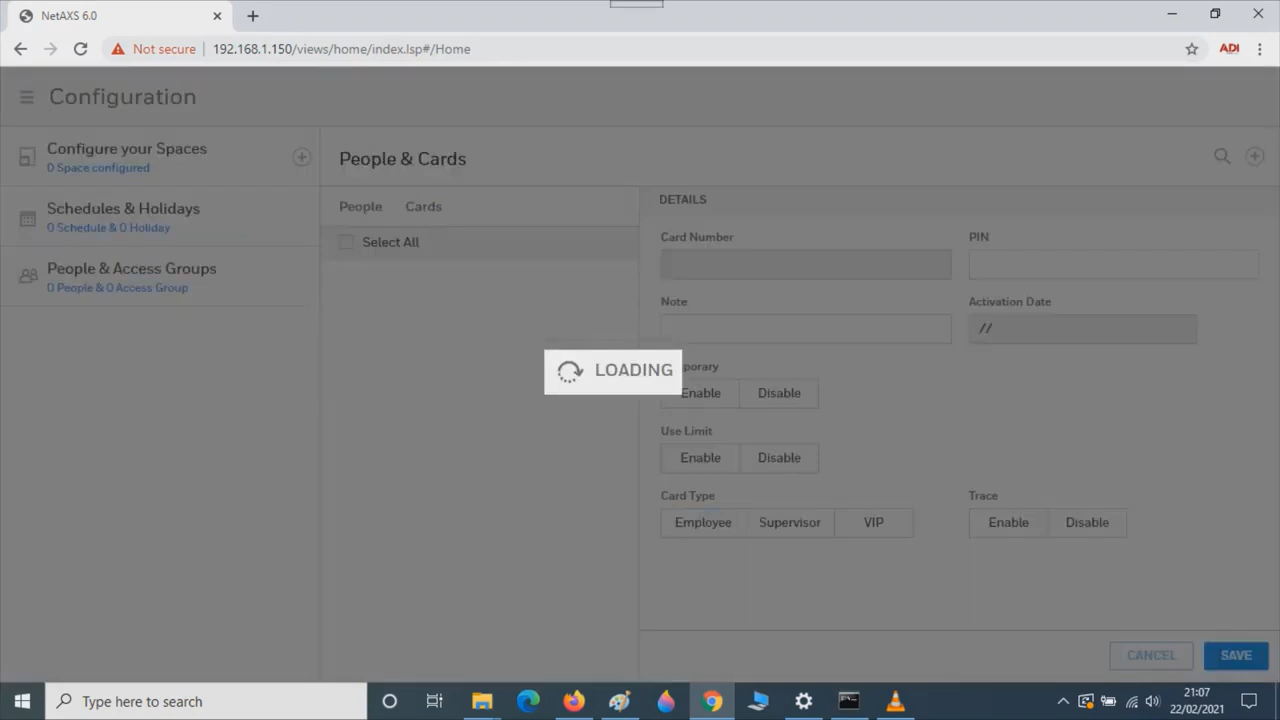 NetAXS 6.0
Not secure 192.168.1.150/views/home/index.lsp#/Home
ADI
Configuration
Configure your Spaces
0 Space configured
Schedules & Holidays
0 Schedule & 0 Holiday
People & Access Groups
0 People & 0 Access Group
People & Cards
People Cards
Select All
DETAILS
Card Number PIN
Note Activation Date
//
LOADING
porary
Enable Disable
Use Limit
Enable Disable
Card Type Trace
Employee Supervisor VIP Enable Disable
CANCEL SAVE
Type here to search
21:07
22/02/2021